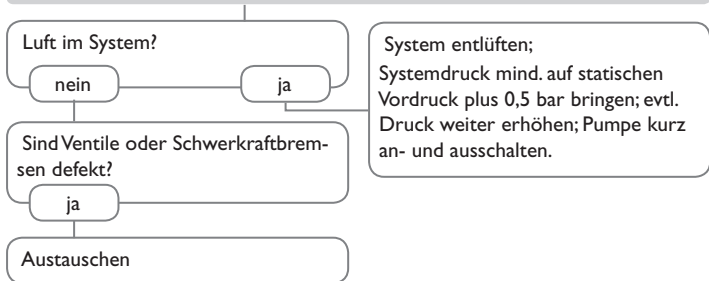 Luft im System?
nein
ja
System entlüften;
Systemdruck mind. auf statischen
Vordruck plus 0,5 bar bringen; evtl.
Druck weiter erhöhen; Pumpe kurz
an- und ausschalten.
Sind Ventile oder Schwerkraftbrem-
sen defekt?
ja
Austauschen